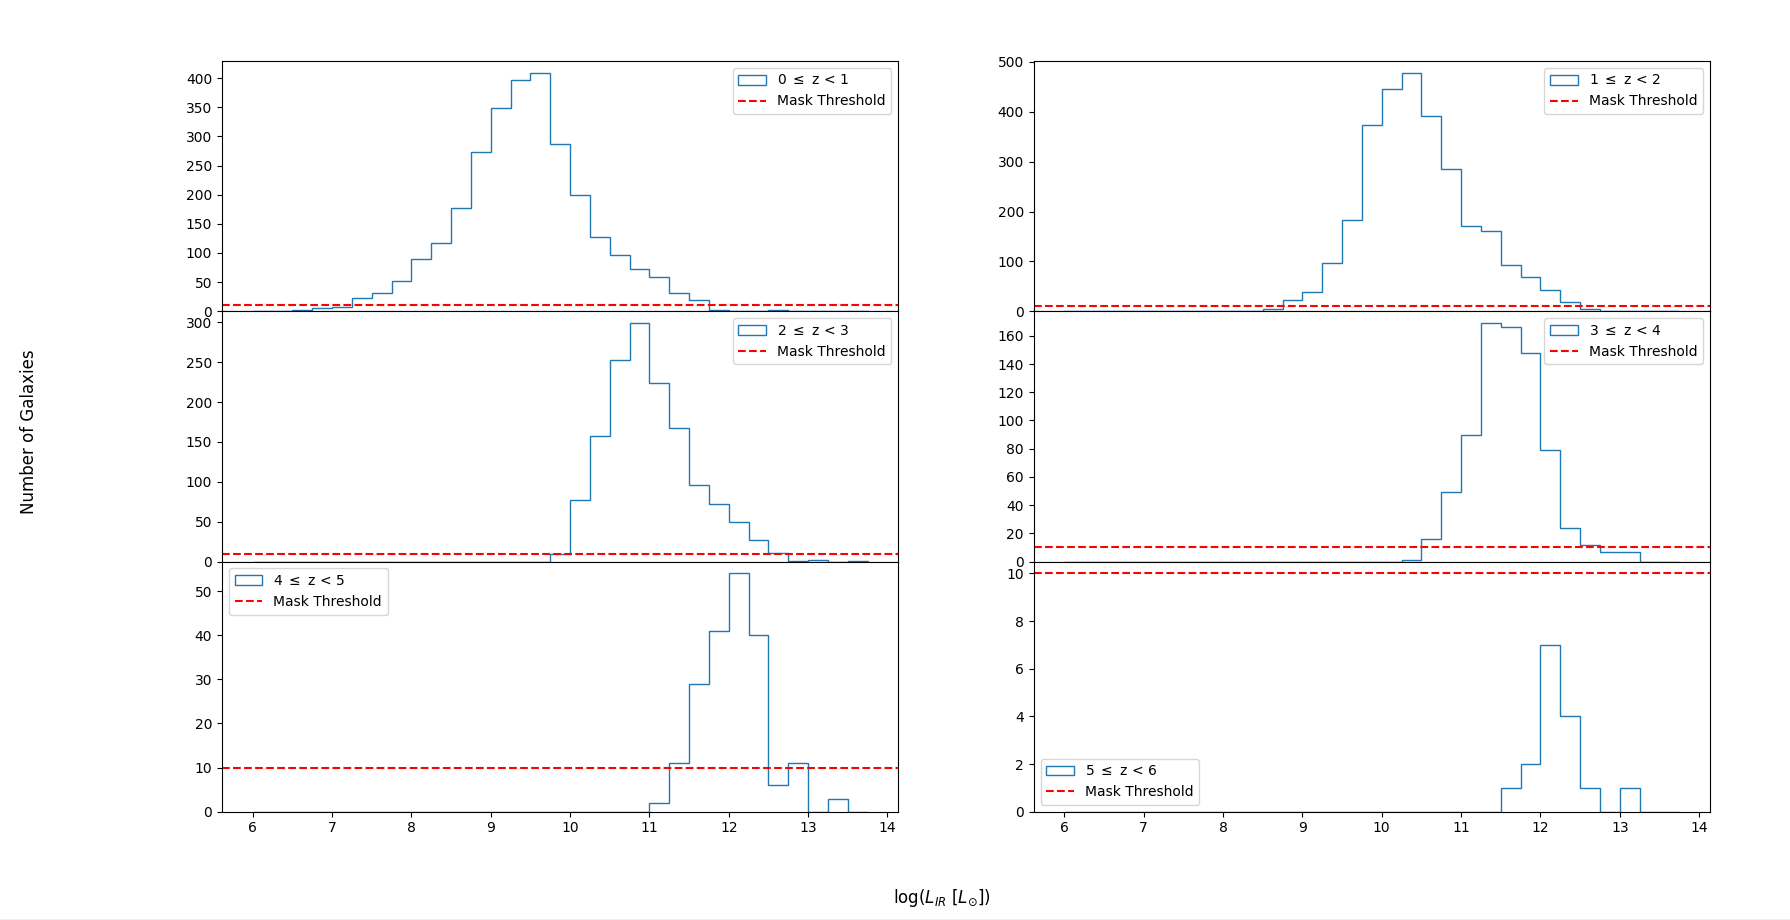 400
350
300
250
200
150
100
50
0
0 ≤ z < 1
Mask Threshold
500
400
300
200
100
0
1 ≤ z < 2
Mask Threshold
300
250
200
150
100
50
0
2 ≤ z < 3
Mask Threshold
160
140
120
100
80
60
40
20
0
3 ≤ z < 4
Mask Threshold
50
40
30
20
10
0
4 ≤ z < 5
Mask Threshold
6 7 8 9 10 11 12 13 14
10
8
6
4
2
0
5 ≤ z < 6
Mask Threshold
6 7 8 9 10 11 12 13 14
Number of Galaxies
log(L_IR [L_⊙])